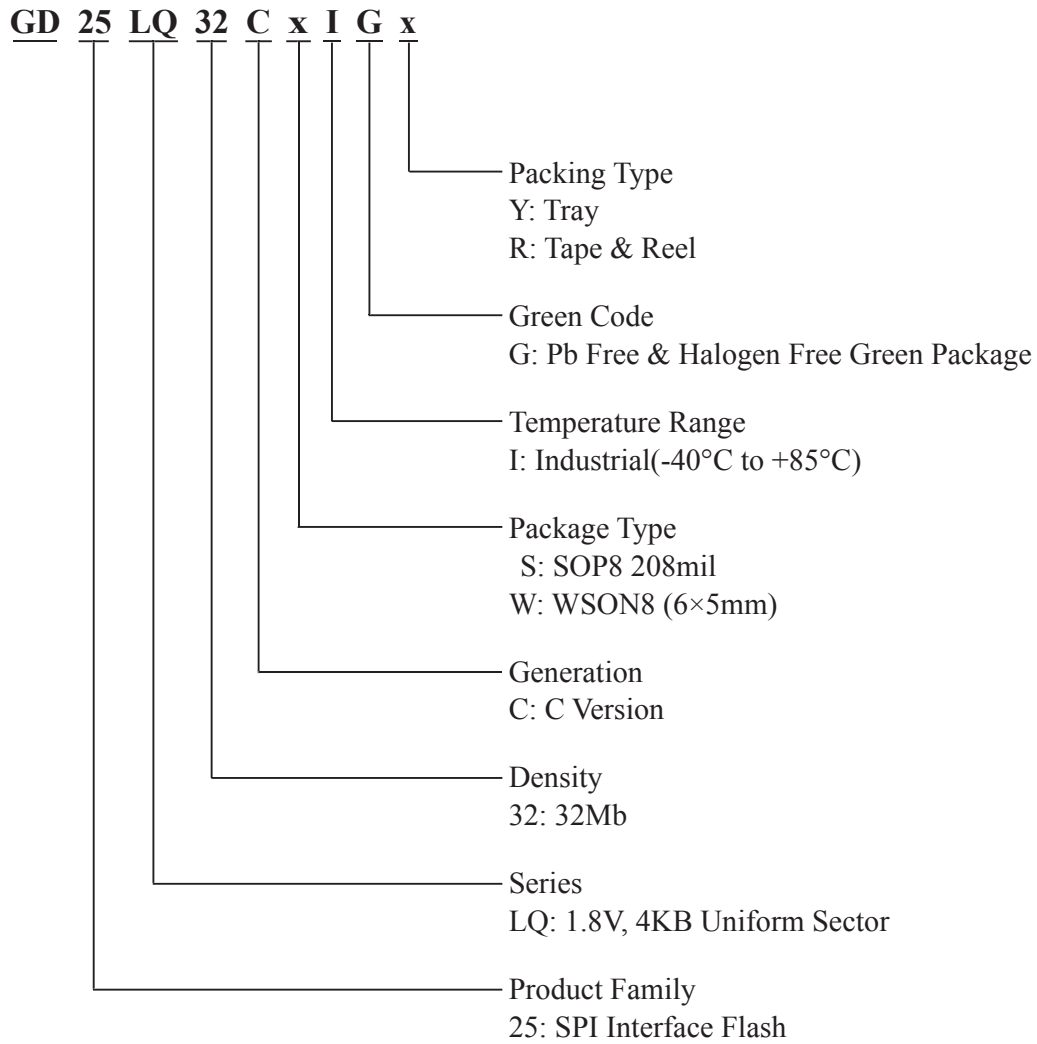 GD 25 LQ 32 C x I G x
Packing Type
Y: Tray
R: Tape & Reel
Green Code
G: Pb Free & Halogen Free Green Package
Temperature Range
I: Industrial(-40°C to +85°C)
Package Type
S: SOP8 208mil
W: WSON8 (6×5mm)
Generation
C: C Version
Density
32: 32Mb
Series
LQ: 1.8V, 4KB Uniform Sector
Product Family
25: SPI Interface Flash